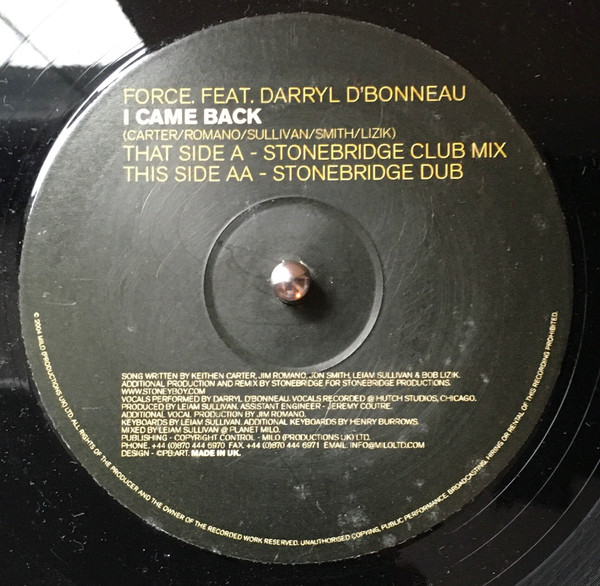 FORCE. FEAT. DARRYL D'BONNEAU
I CAME BACK
(CARTER/ROMANO/SULLIVAN/SMITH/LIZIK)
THAT SIDE A - STONEBRIDGE CLUB MIX
THIS SIDE AA - STONEBRIDGE DUB
SONG WRITTEN BY KEITHEN CARTER, JIM ROMANO, JON SMITH, LEIAM SULLIVAN & BOB LIZIK.
ADDITIONAL PRODUCTION AND REMIX BY STONEBRIDGE FOR STONEBRIDGE PRODUCTIONS.
WWW.STONEYBOY.COM
VOCALS PERFORMED BY DARRYL D'BONNEAU. VOCALS RECORDED @ HUTCH STUDIOS, CHICAGO.
PRODUCED BY LEIAM SULLIVAN. ASSISTANT ENGINEER - JEREMY COUTRE.
ADDITIONAL VOCAL PRODUCTION BY JIM ROMANO.
KEYBOARDS BY LEIAM SULLIVAN. ADDITIONAL KEYBOARDS BY HENRY BURROWS.
MIXED BY LEIAM SULLIVAN @ PLANET MILO.
PUBLISHING - COPYRIGHT CONTROL - MILO (PRODUCTIONS UK) LTD.
PHONE. +44 (0)870 444 6970 FAX. +44 (0)870 444 6971 EMAIL. INFO@MILOLTD.COM
DESIGN - ©PB:ART. MADE IN UK.
© 2004 MILO (PRODUCTIONS UK) LTD. ALL RIGHTS OF THE PRODUCER AND THE OWNER OF THE RECORDED WORK RESERVED. UNAUTHORISED COPYING, PUBLIC PERFORMANCE, BROADCASTING, HIRING OR RENTAL OF THIS RECORDING PROHIBITED.